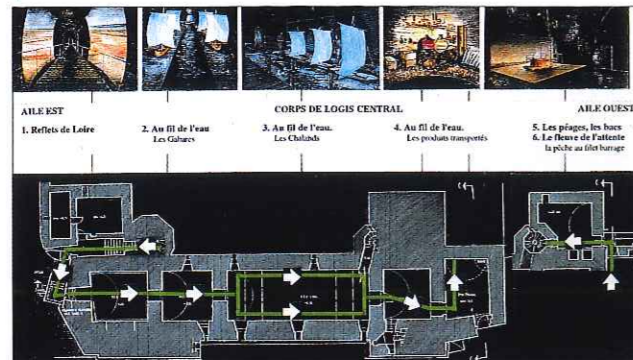 AILE EST
CORPS DE LOGIS CENTRAL
AILE OUEST
1. Reflets de Loire
2. Au fil de l'eau
Les Gabares
3. Au fil de l'eau.
Les Chalands
4. Au fil de l'eau.
Les produits transportés
5. Les péages, les bacs
6. Le fleuve de l'attente
la pêche au filet barrage